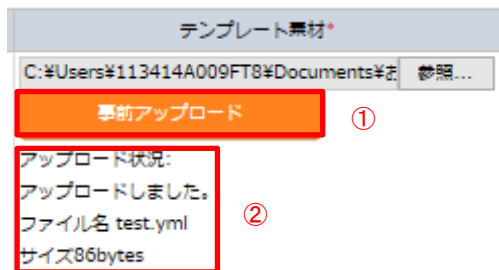 テンプレート素材*
C:¥Users¥113414A009FT8¥Documents¥お 参照...
事前アップロード ①
アップロード状況:
アップロードしました。
ファイル名 test.yml ②
サイズ86bytes